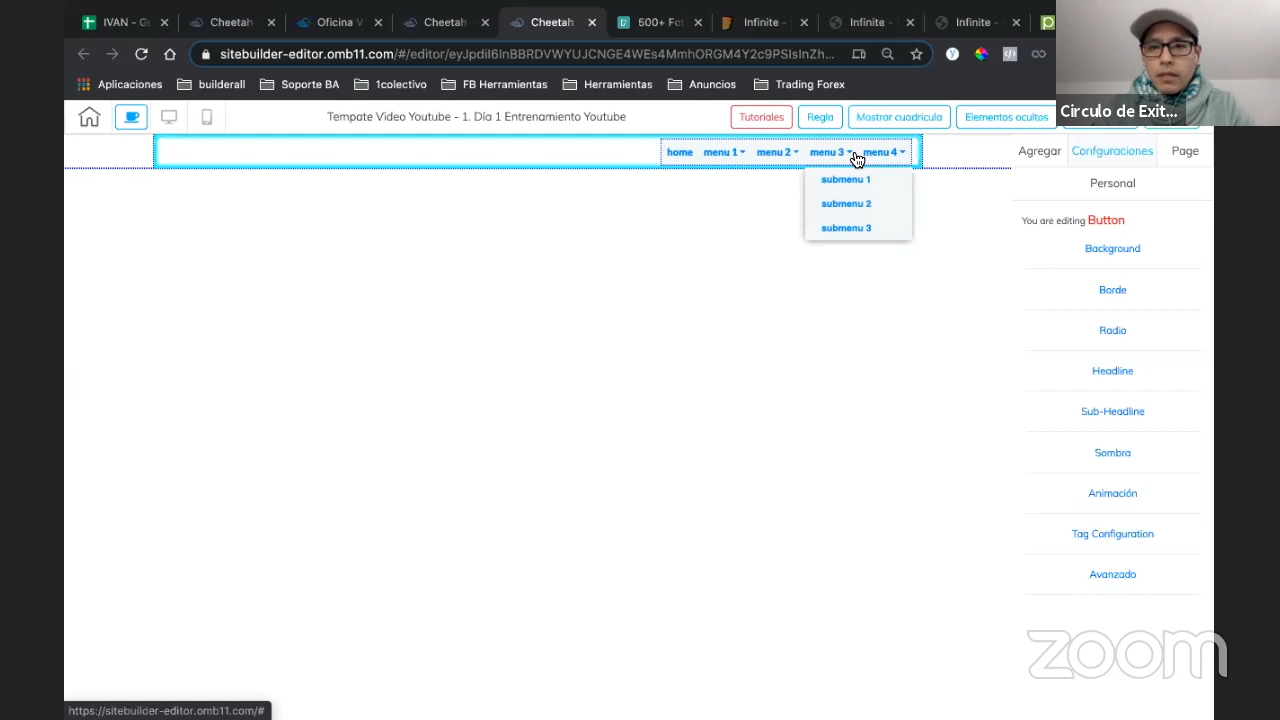 IVAN – G
Cheetah
Oficina V
Cheetah
Cheetah
500+ Fo
Infinite –
Infinite –
Infinite –
sitebuilder-editor.omb11.com/#/editor/
Aplicaciones
builderall
Soporte BA
1colectivo
Herramientas
Herramientas
Anuncios
Trading Forex
Circulo de Exit...
Tempate Video Youtube - 1. Día 1 Entrenamiento Youtube
Tutoriales
Regla
Mostrar cuadricula
Elementos ocultos
home
menu 1
menu 2
menu 3
menu 4
submenu 1
submenu 2
submenu 3
Agregar
Confguraciones
Page
Personal
You are editing Button
Background
Borde
Radio
Headline
Sub-Headline
Sombra
Animación
Tag Configuration
Avanzado
zoom
https://sitebuilder-editor.omb11.com/#